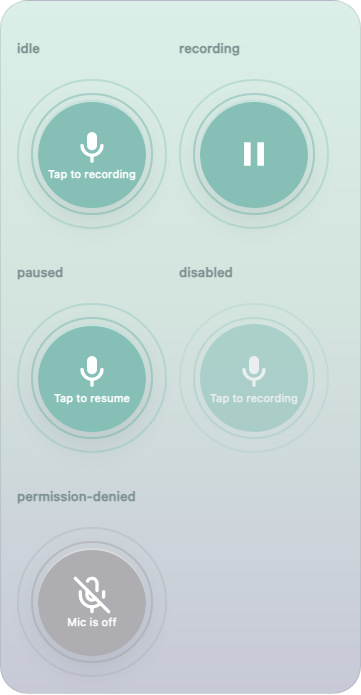 idle
recording
Tap to recording
paused
disabled
Tap to resume
Tap to recording
permission-denied
Mic is off